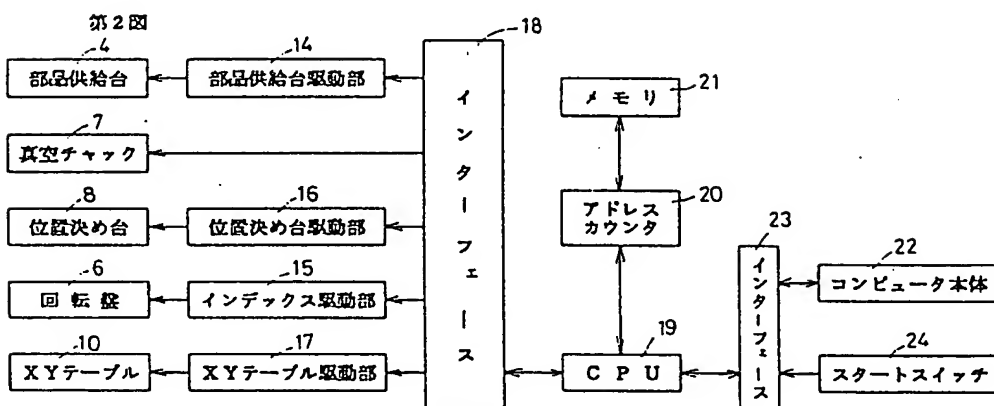 第2図
4
部品供給台
14
部品供給台駆動部
18
インターフェース
メモリ
21
7
真空チャック
8
位置決め台
16
位置決め台駆動部
アドレス
カウンタ
20
6
回転盤
15
インデックス駆動部
10
XYテーブル
17
XYテーブル駆動部
CPU
19
23
インターフェース
22
コンピュータ本体
24
スタートスイッチ